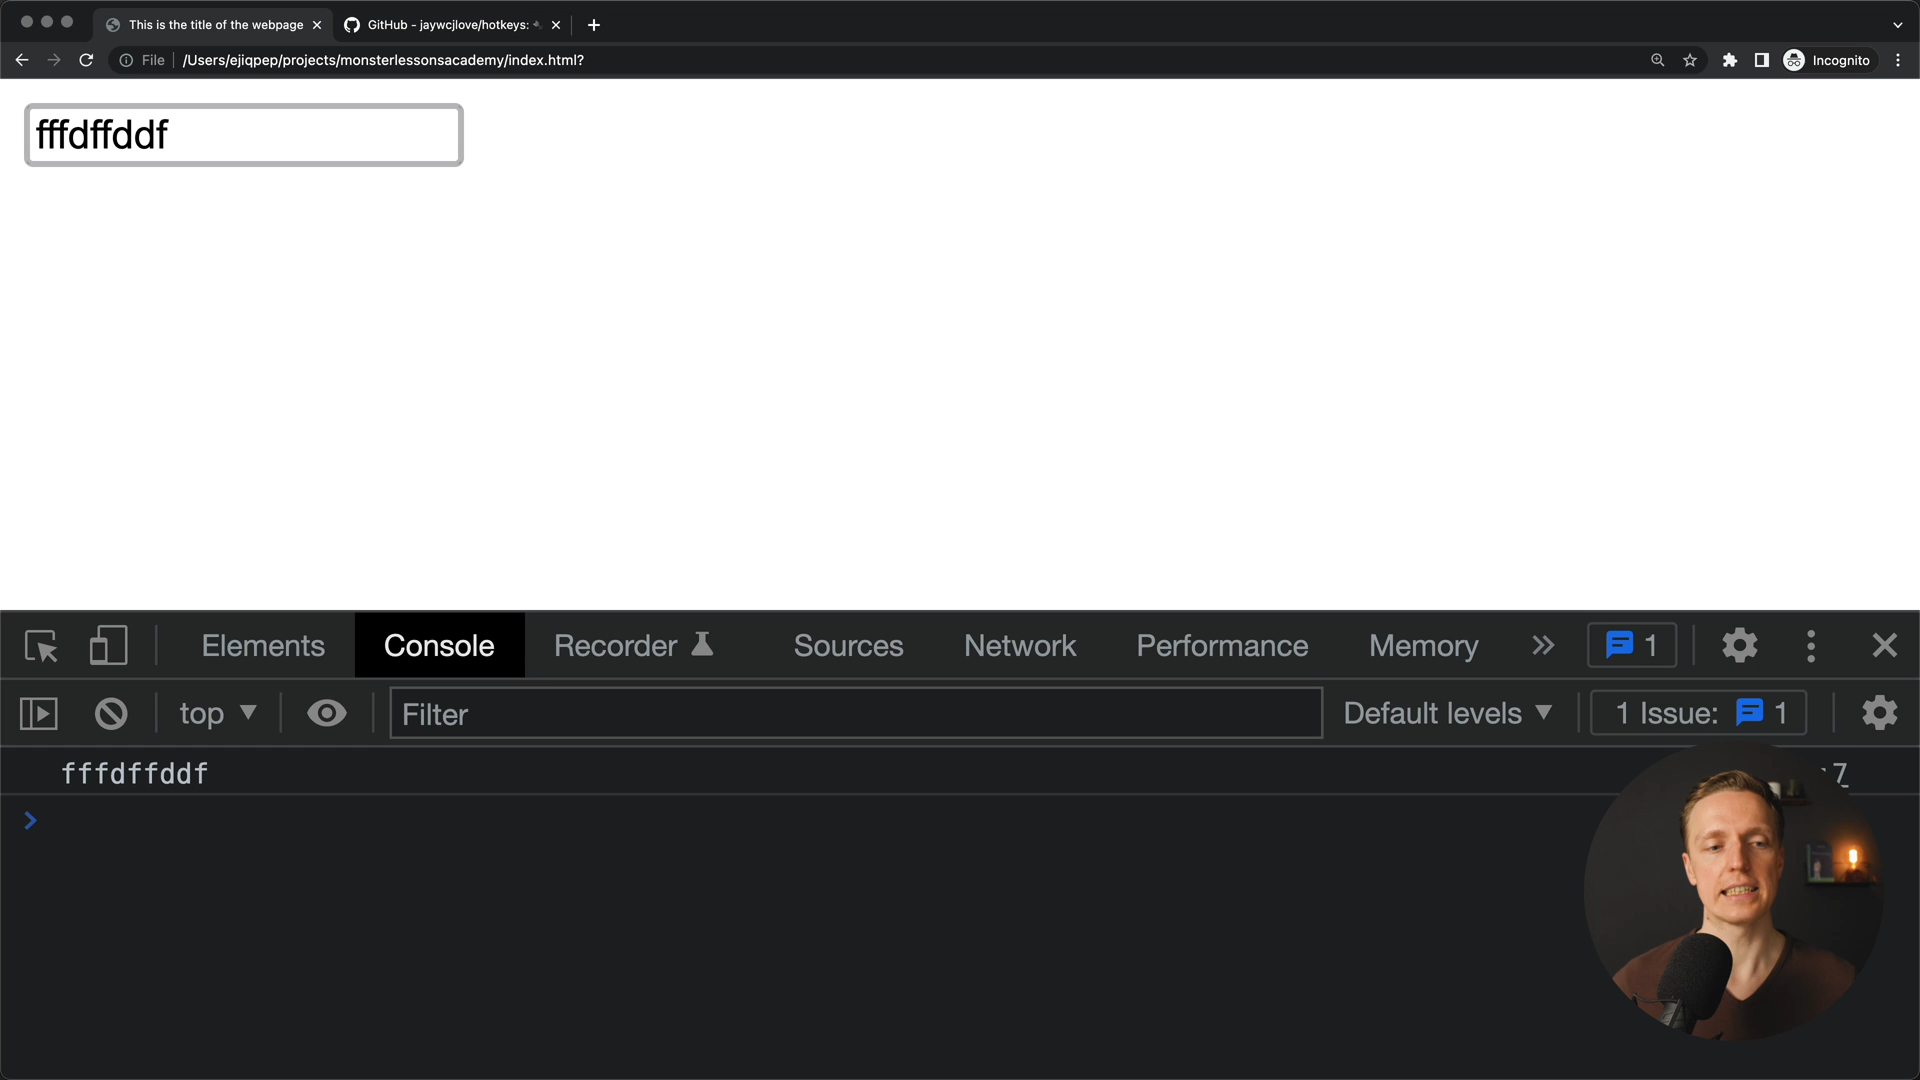 This is the title of the webpage
GitHub - jaywcjlove/hotkeys:
File
/Users/ejiqpep/projects/monsterlessonsacademy/index.html?
Incognito
fffdffddf
Elements
Console
Recorder
Sources
Network
Performance
Memory
1
top
Filter
Default levels
1 Issue:
1
fffdffddf
:7